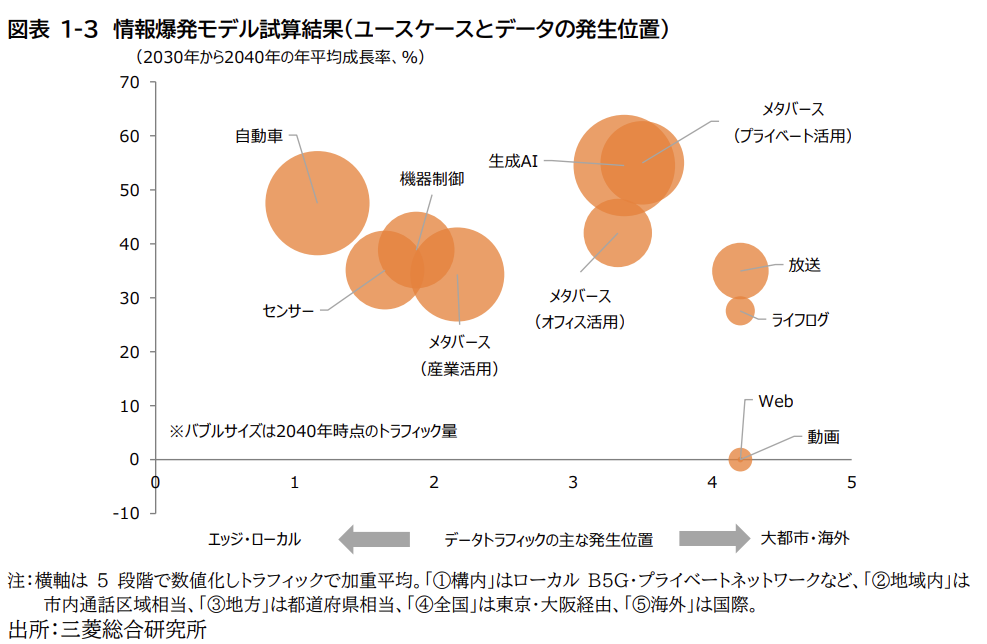 図表 1-3 情報爆発モデル試算結果（ユースケースとデータの発生位置）
（2030年から2040年の年平均成長率、%）
70
60
50
40
30
20
10
0
-10
0
1
2
3
4
5
自動車
機器制御
センサー
メタバース
（産業活用）
生成AI
メタバース
（プライベート活用）
メタバース
（オフィス活用）
放送
ライフログ
Web
動画
※バブルサイズは2040年時点のトラフィック量
エッジ・ローカル
データトラフィックの主な発生位置
大都市・海外
注：横軸は 5 段階で数値化しトラフィックで加重平均。「①構内」はローカル B5G・プライベートネットワークなど、「②地域内」は
市内通話区域相当、「③地方」は都道府県相当、「④全国」は東京・大阪経由、「⑤海外」は国際。
出所：三菱総合研究所